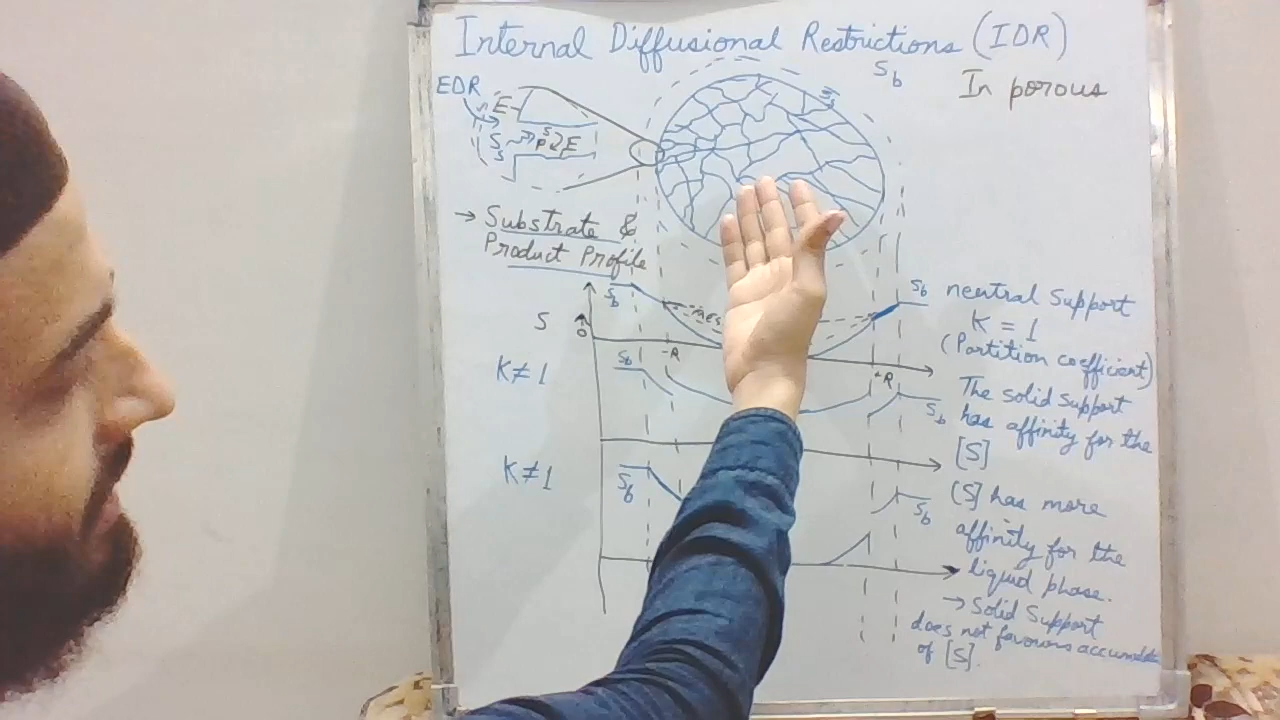 Internal Diffusional Restrictions (IDR)
Sb
In porous
EDR
E
S
S
P
E
S
→ Substrate &
Product Profile
S
0
Sb
-R
+R
Sb
neutral Support
K = 1
(Partition coefficient)
K≠1
Sb
Sb
The solid support
has affinity for the
[S]
K≠1
Sb
Sb
[S] has more
affinity for the
liquid phase.
→ Solid Support
does not favours
of [S].